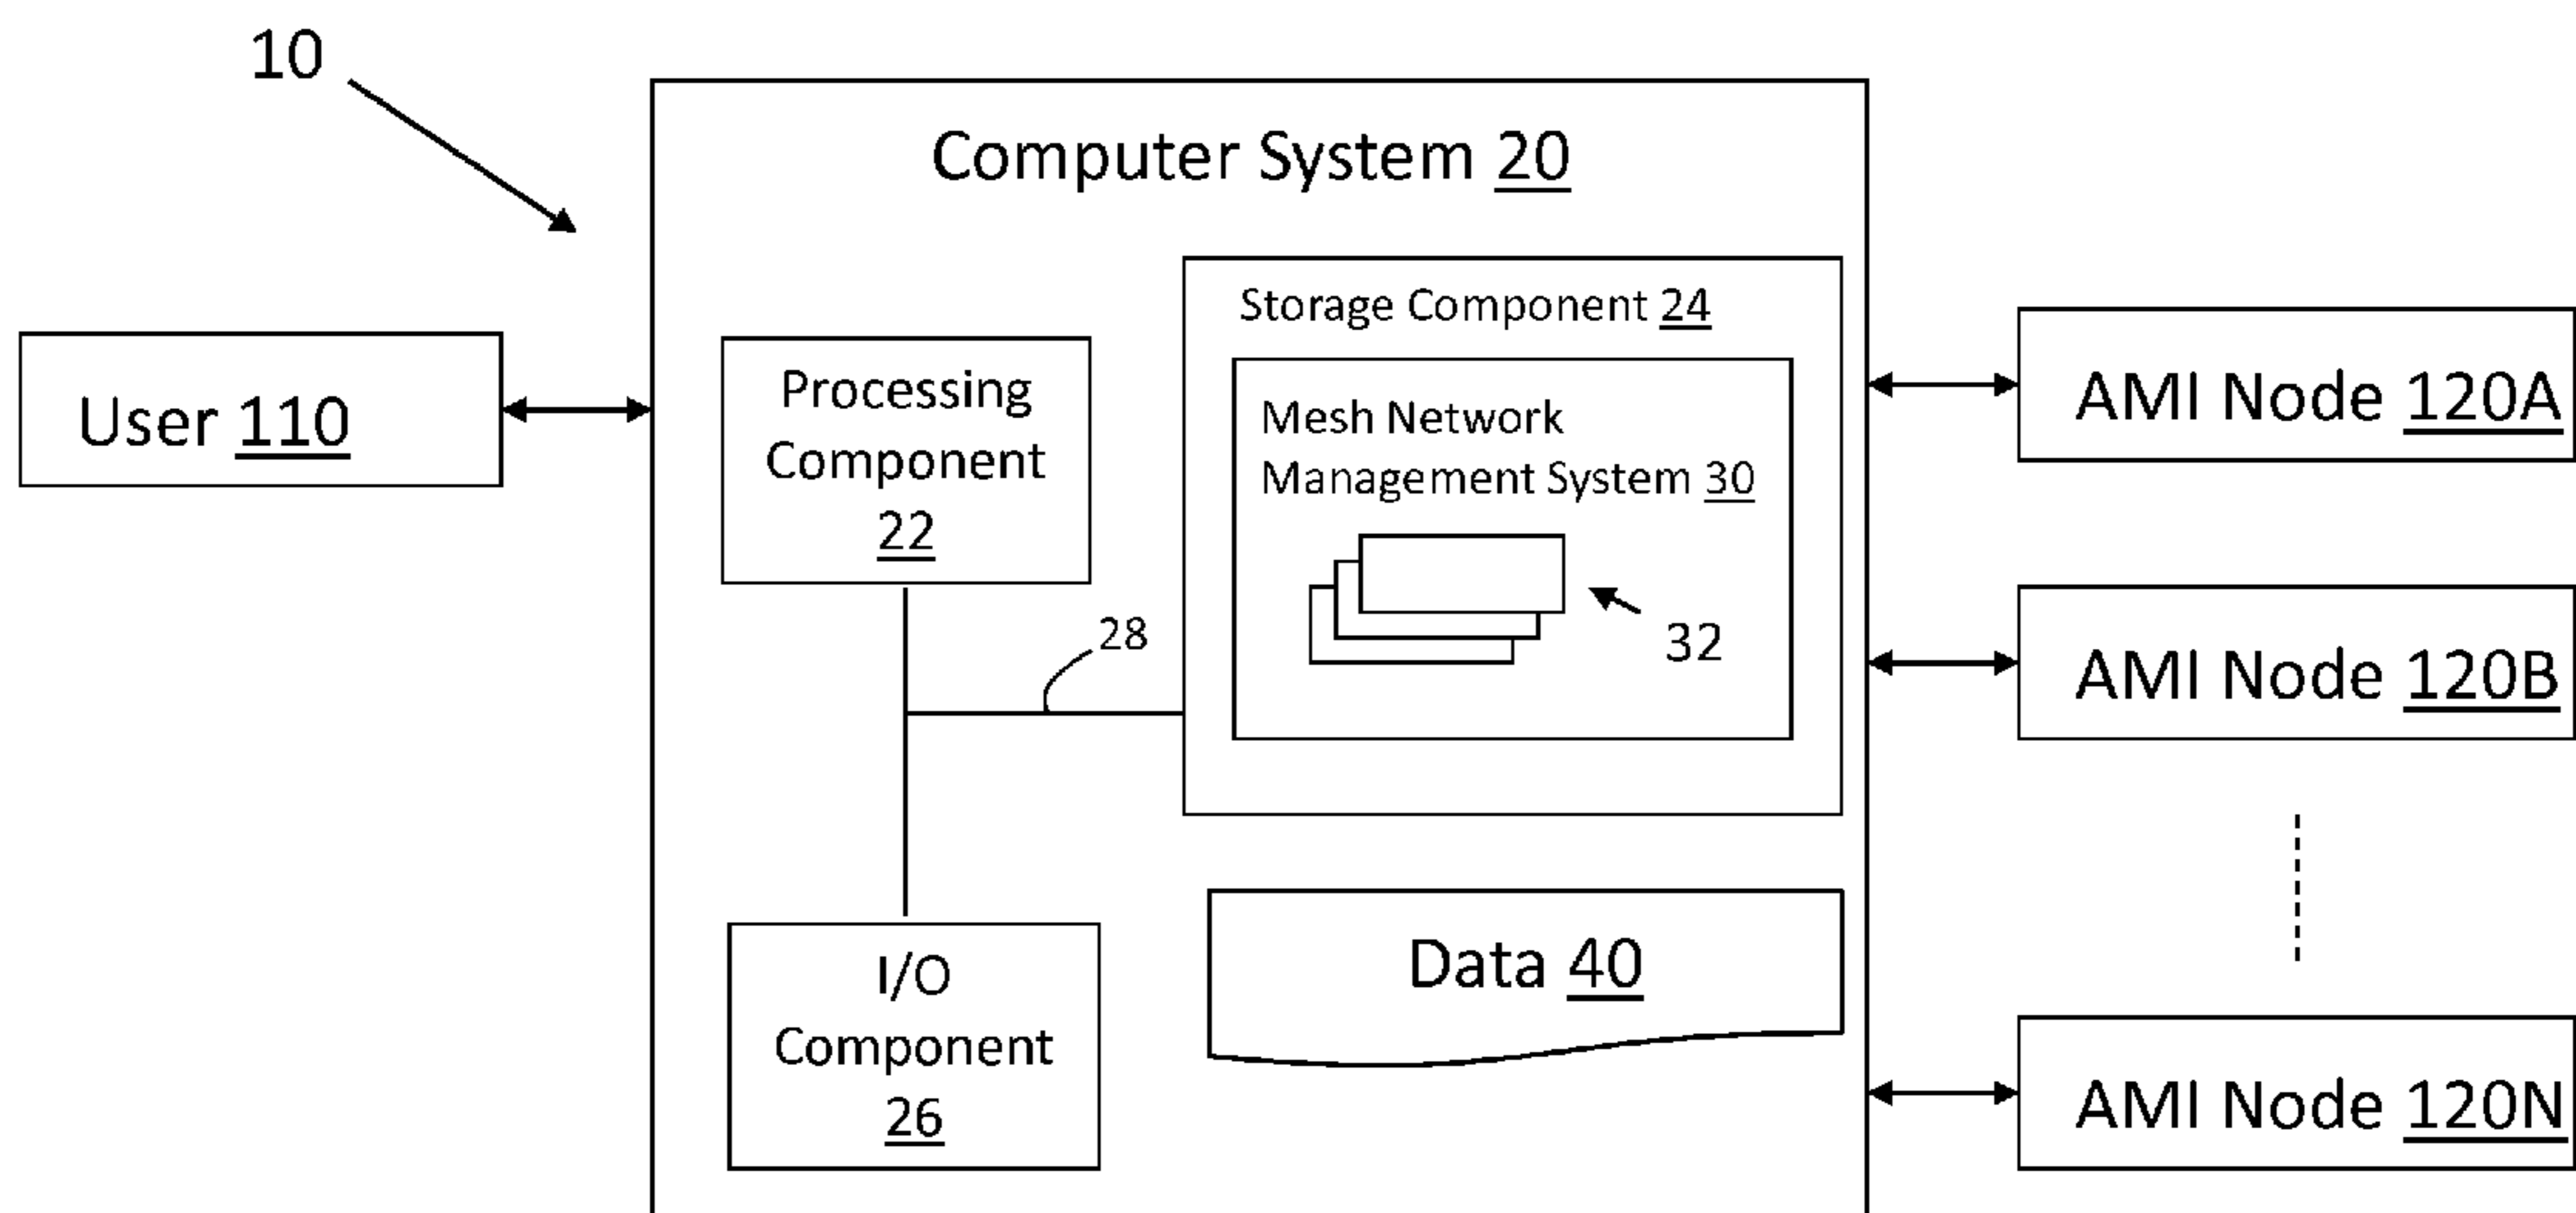 10
Computer System 20
User 110
Processing
Component
22
Storage Component 24
Mesh Network
Management System 30
32
28
I/O
Component
26
Data 40
AMI Node 120A
AMI Node 120B
AMI Node 120N